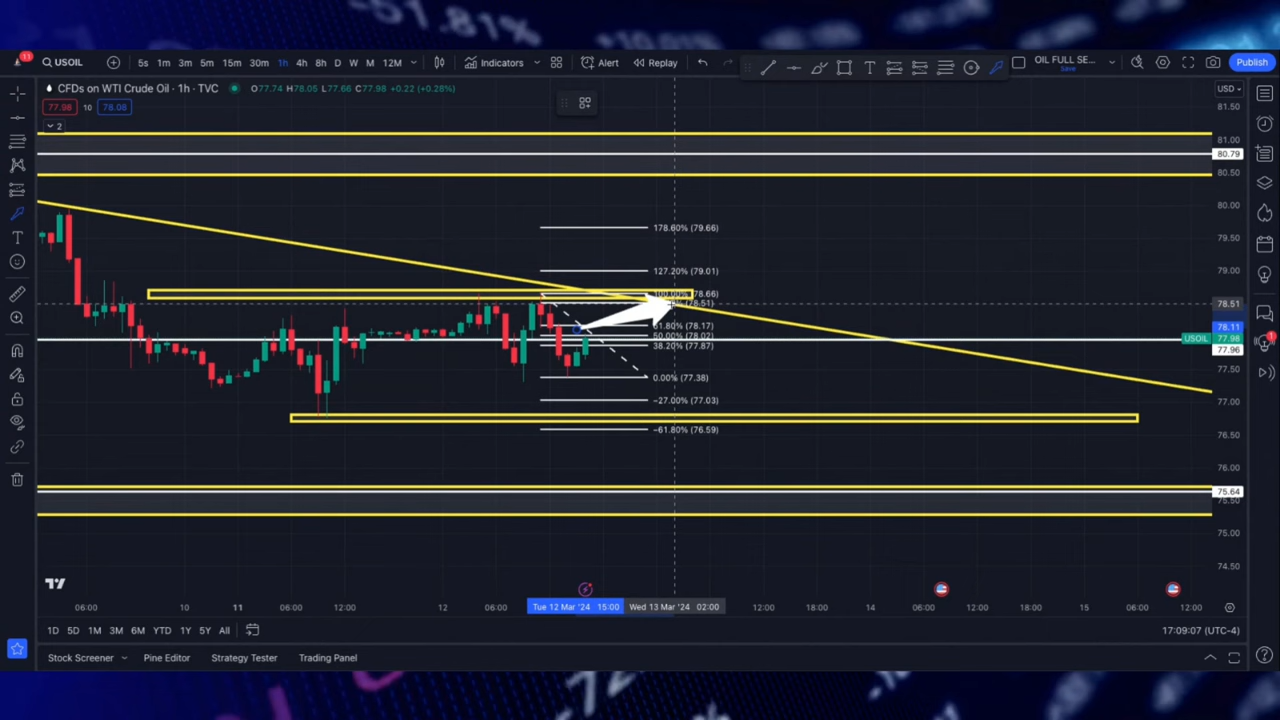 -51.81%
11
USOIL
5s 1m 3m 5m 15m 30m 1h 4h 8h D W M 12M
Indicators
Alert
Replay
OIL FULL SE...
Save
Publish
CFDs on WTI Crude Oil · 1h · TVC
O77.74 H78.05 L77.66 C77.98 +0.22 (+0.28%)
USD
77.98 10 78.08
2
81.50
81.00
80.79
80.50
80.00
79.50
79.00
78.51
78.11
USOIL 77.98
77.96
77.50
77.00
76.50
76.00
75.64
75.50
75.00
74.50
178.60% (79.66)
127.20% (79.01)
100.00% (78.66)
(78.51)
61.80% (78.17)
50.00% (78.02)
38.20% (77.87)
0.00% (77.38)
−27.00% (77.03)
−61.80% (76.59)
1
06:00 10 11 06:00 12:00 12 06:00 Tue 12 Mar '24 15:00 Wed 13 Mar '24 02:00 12:00 18:00 14 06:00 12:00 18:00 15 06:00 12:00
1D 5D 1M 3M 6M YTD 1Y 5Y All
17:09:07 (UTC-4)
Stock Screener Pine Editor Strategy Tester Trading Panel